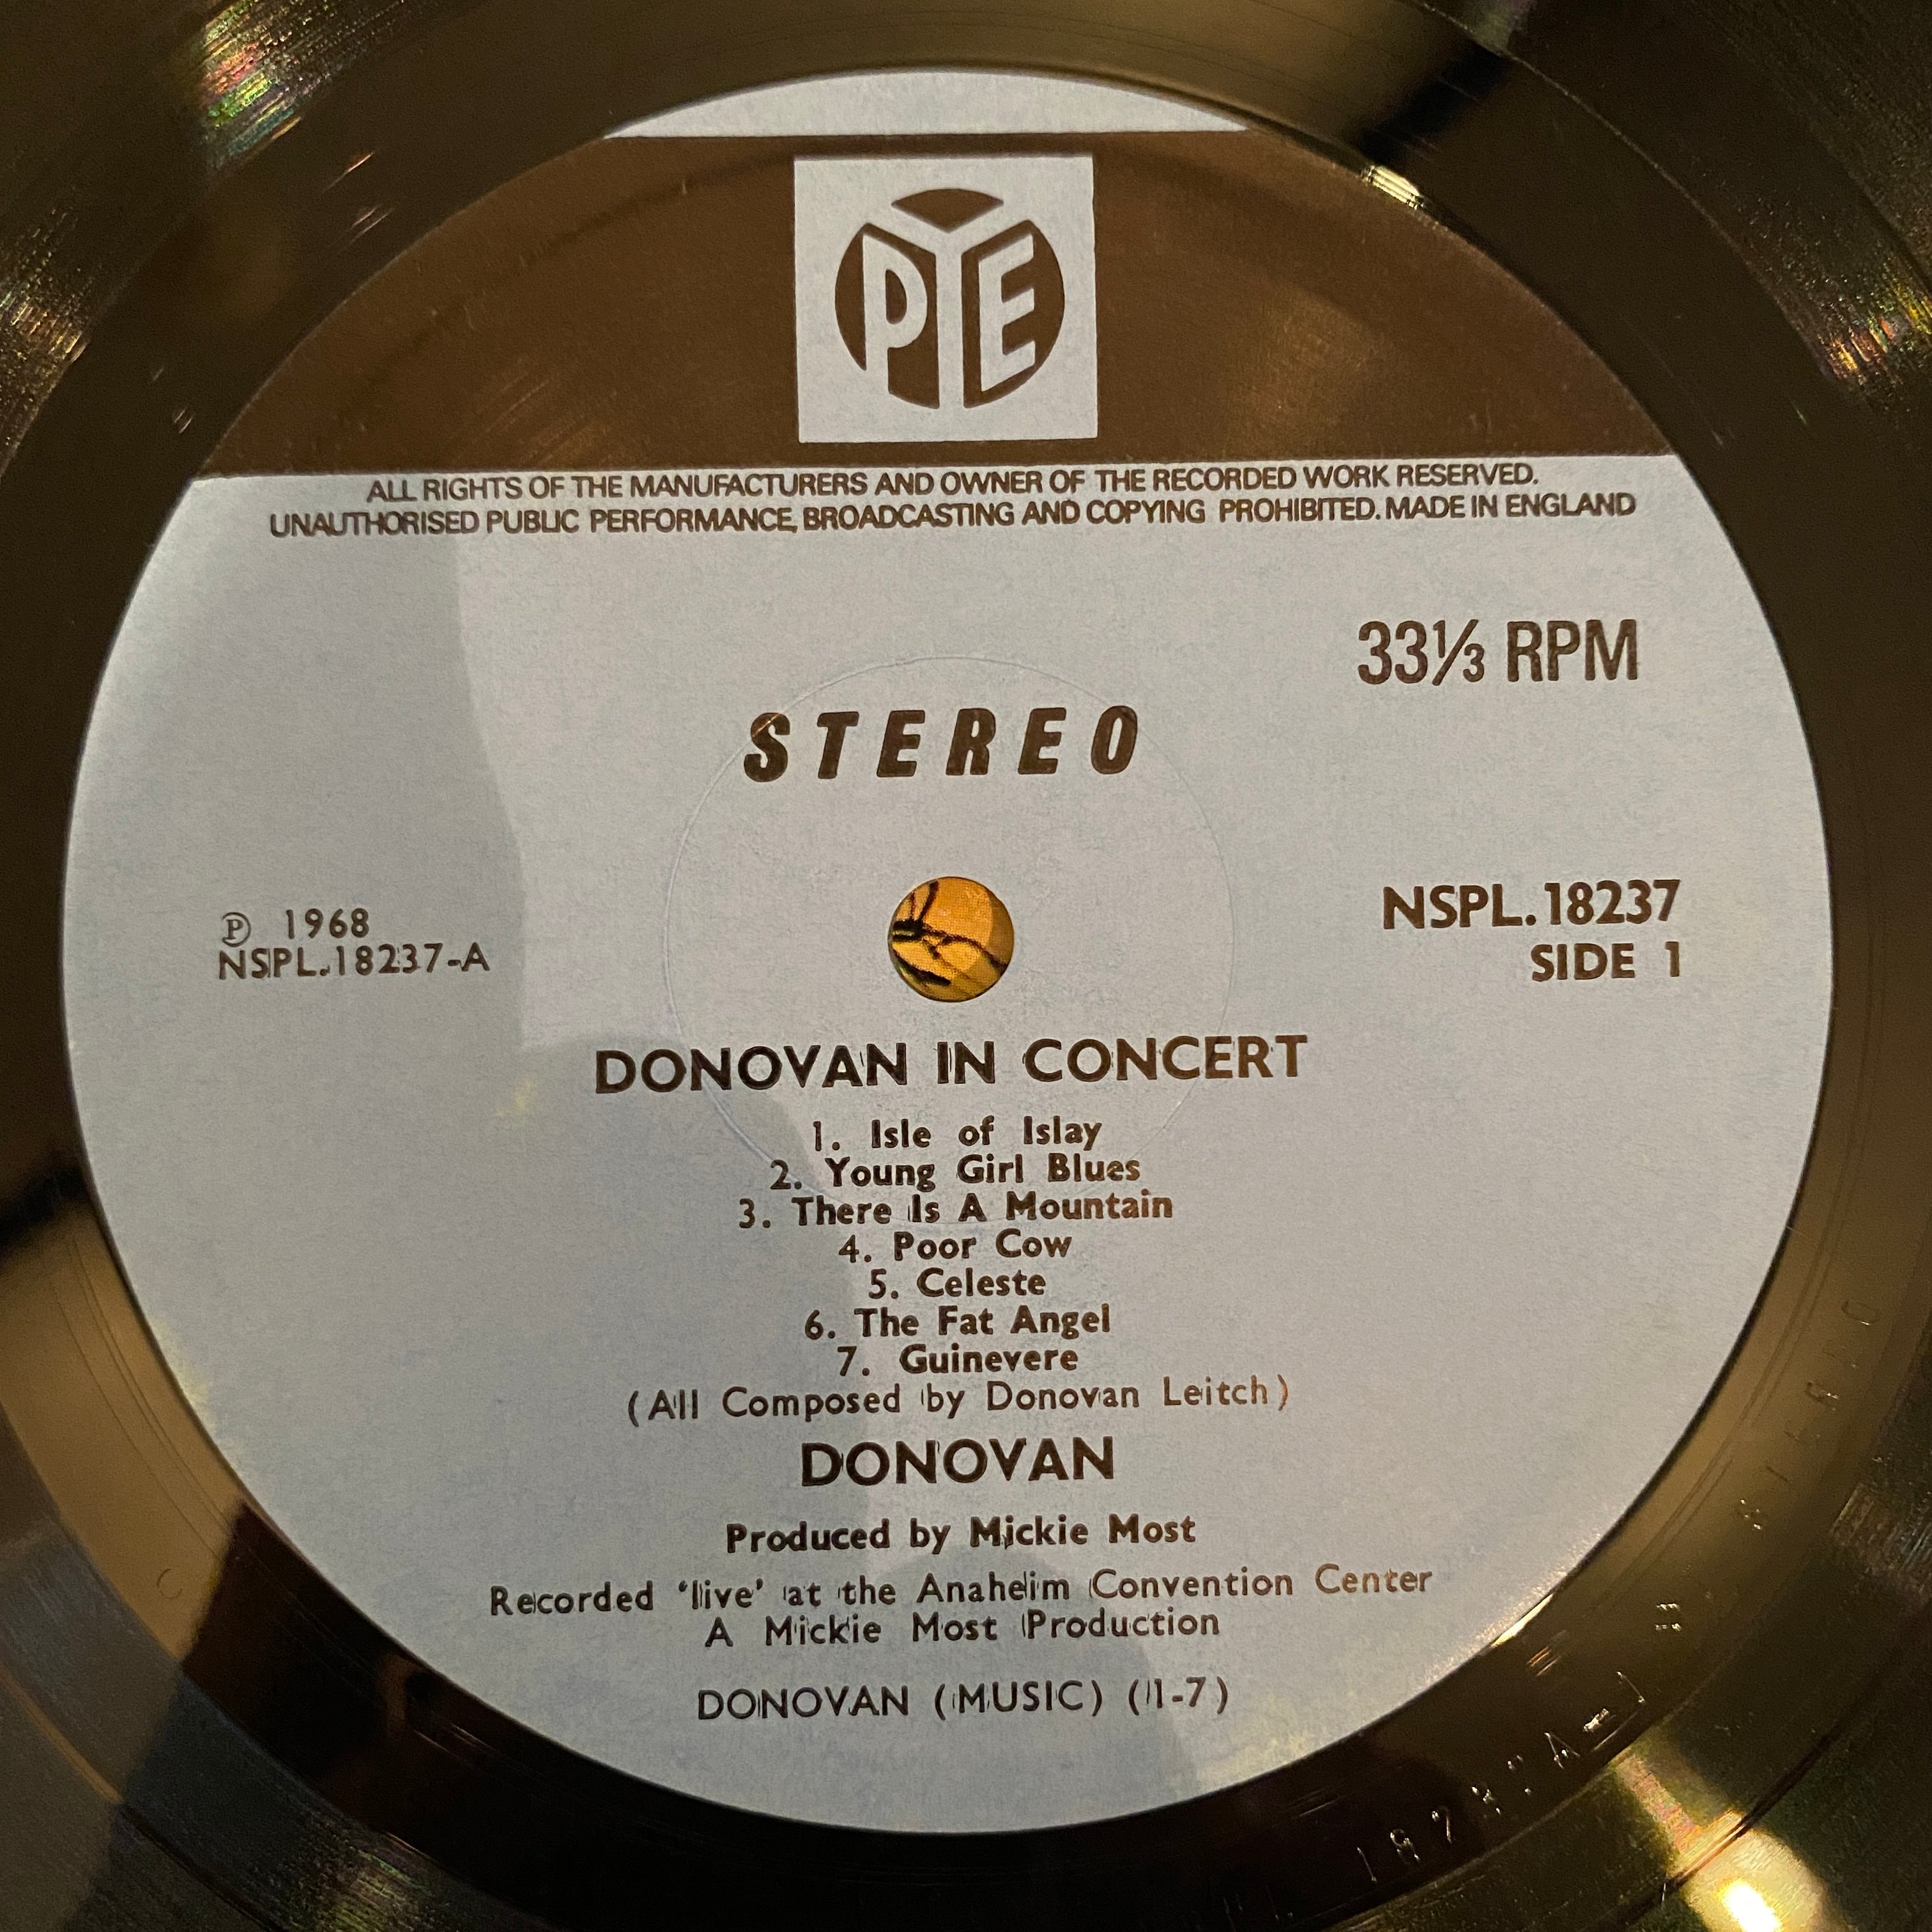 PYE
ALL RIGHTS OF THE MANUFACTURERS AND OWNER OF THE RECORDED WORK RESERVED.
UNAUTHORISED PUBLIC PERFORMANCE, BROADCASTING AND COPYING PROHIBITED. MADE IN ENGLAND
33⅓ RPM
STEREO
Ⓟ 1968
NSPL.18237-A
NSPL.18237
SIDE 1
DONOVAN IN CONCERT
1. Isle of Islay
2. Young Girl Blues
3. There Is A Mountain
4. Poor Cow
5. Celeste
6. The Fat Angel
7. Guinevere
(All Composed by Donovan Leitch)
DONOVAN
Produced by Mickie Most
Recorded 'live' at the Anaheim Convention Center
A Mickie Most Production
DONOVAN (MUSIC) (1-7)